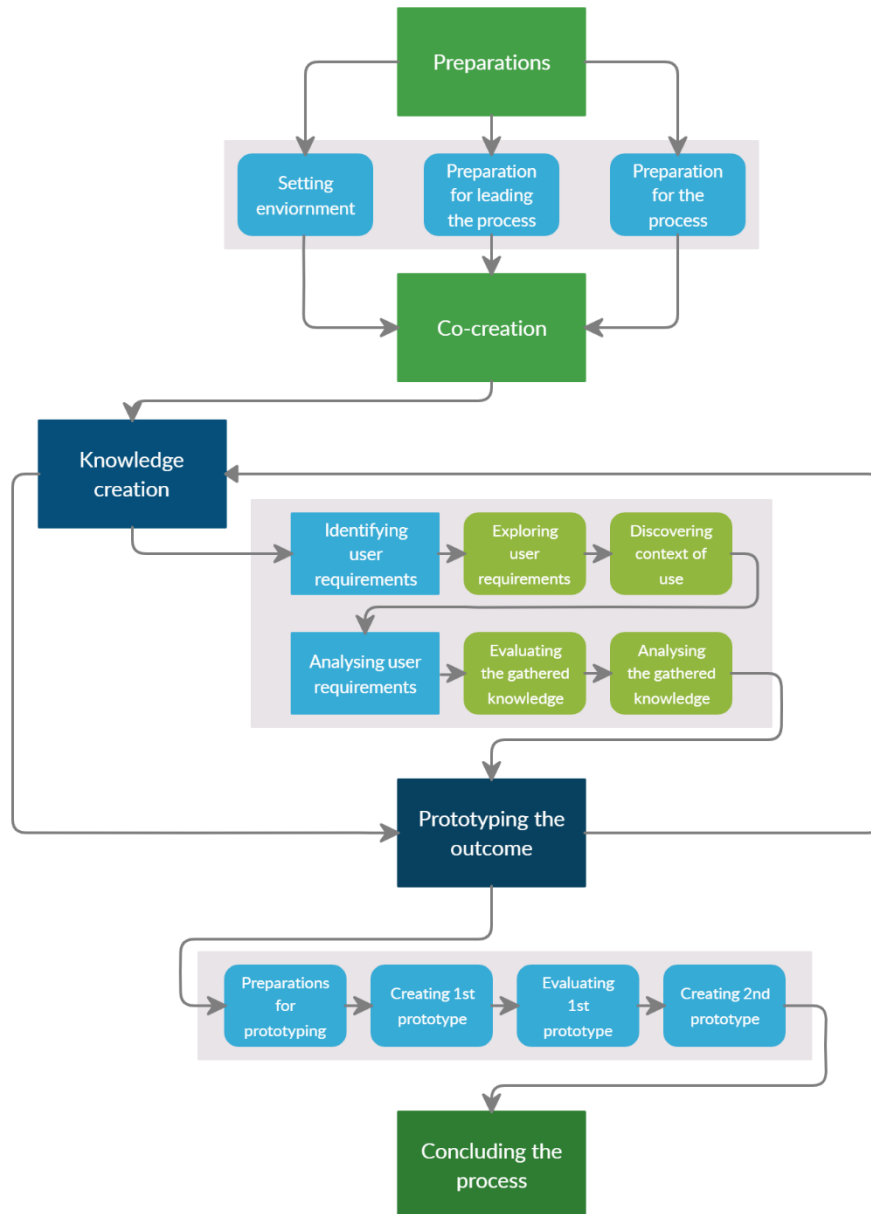 Preparations
Setting
enviornment
Preparation
for leading
the process
Preparation
for the
process
Co-creation
Knowledge
creation
Identifying
user
requirements
Exploring
user
requirements
Discovering
context of
use
Analysing user
requirements
Evaluating
the gathered
knowledge
Analysing
the gathered
knowledge
Prototyping the
outcome
Preparations
for
prototyping
Creating 1st
prototype
Evaluating
1st
prototype
Creating 2nd
prototype
Concluding the
process